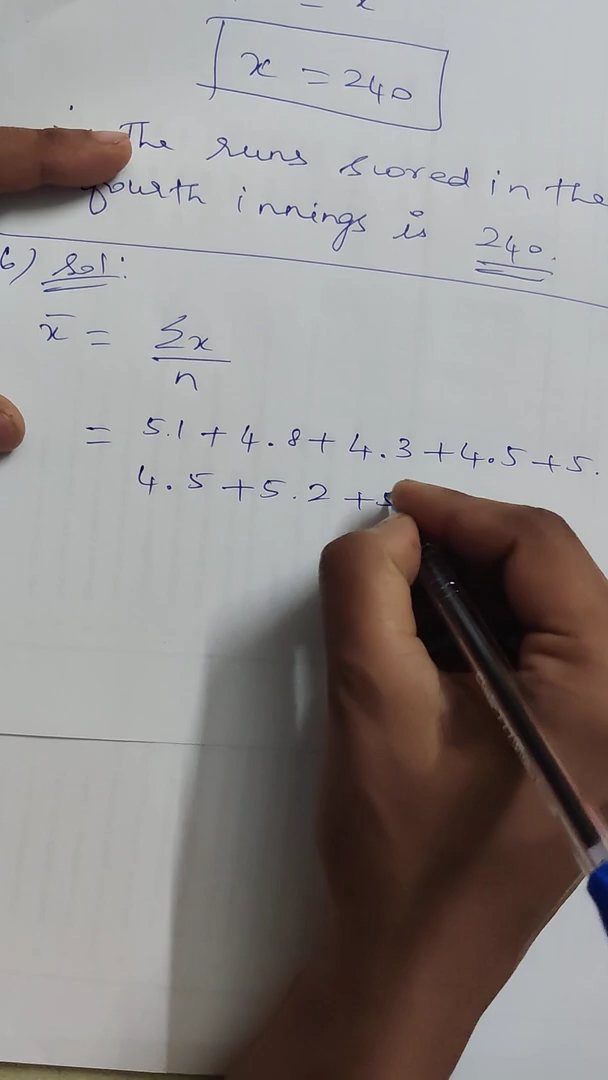 x = 240
The runs scored in the
fourth innings is 240.
6) Sol:
x̄ = Σx
n
= 5.1 + 4.8 + 4.3 + 4.5 + 5.
4.5 + 5.2 + 5